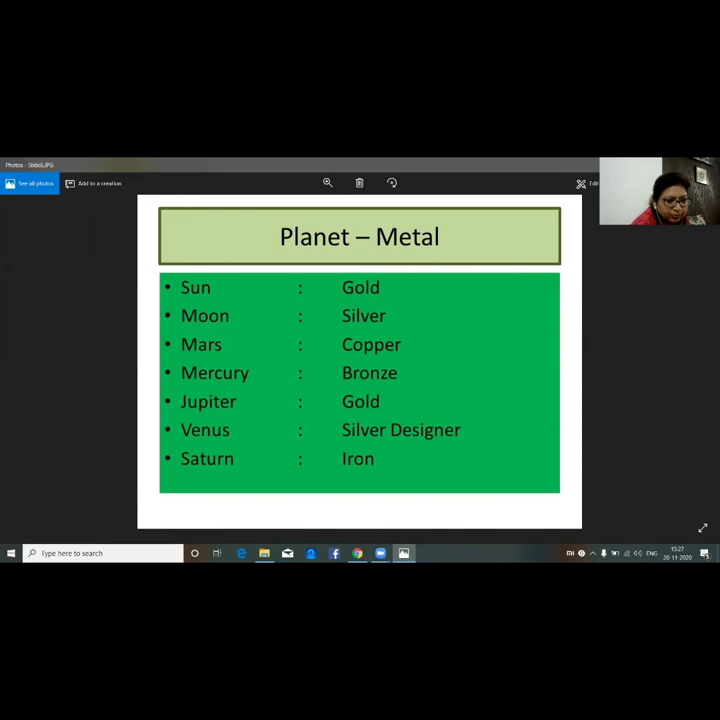 Photos - Slide6.JPG
See all photos
Add to a creation
Edit
Planet – Metal
• Sun : Gold
• Moon : Silver
• Mars : Copper
• Mercury : Bronze
• Jupiter : Gold
• Venus : Silver Designer
• Saturn : Iron
Type here to search
ENG
15:27
20-11-2020